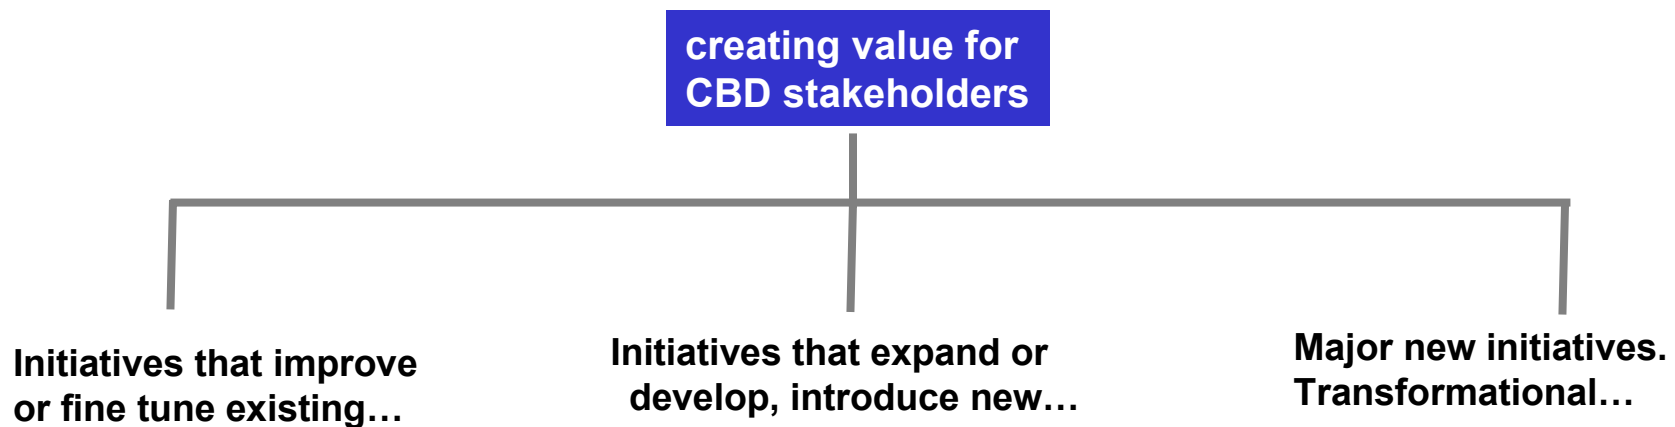 creating value for
CBD stakeholders
Initiatives that improve
or fine tune existing…
Initiatives that expand or
develop, introduce new…
Major new initiatives.
Transformational…